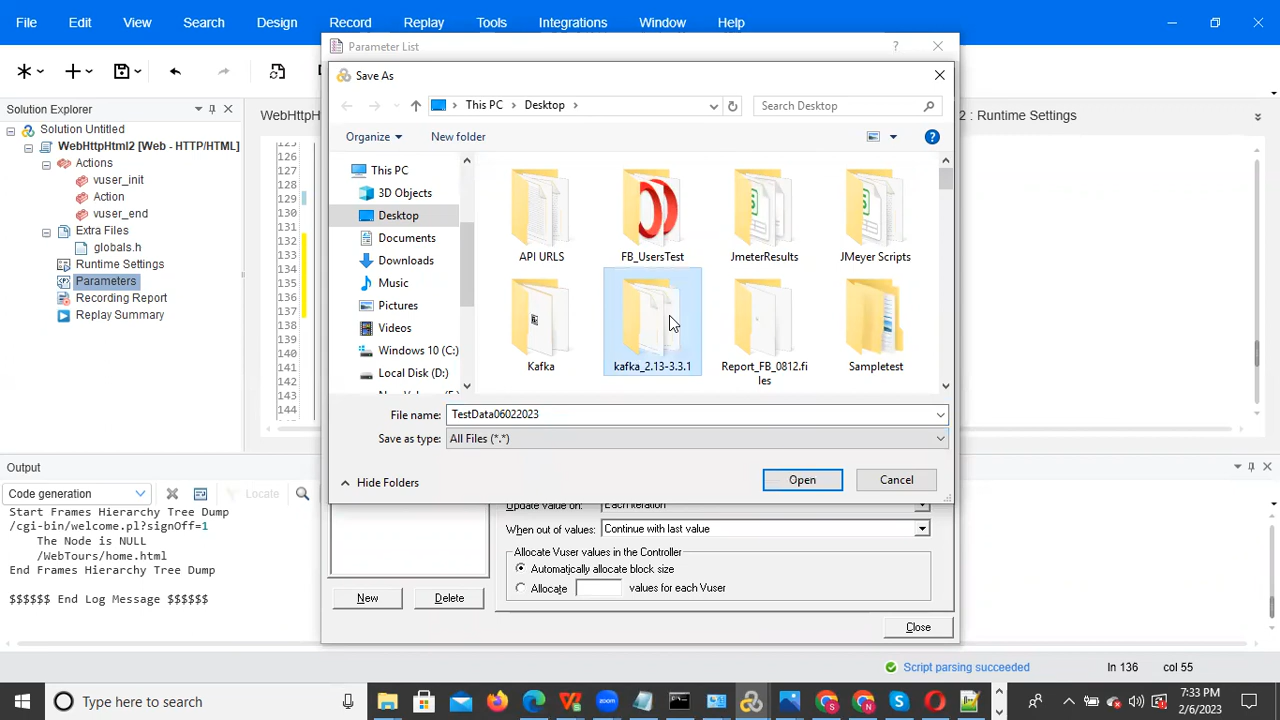 File Edit View Search Design Record Replay Tools Integrations Window Help
Parameter List
Save As
This PC > Desktop >
Search Desktop
Organize
New folder
Solution Explorer
Solution Untitled
WebHttpHtml2 [Web - HTTP/HTML]
Actions
vuser_init
Action
vuser_end
Extra Files
globals.h
Runtime Settings
Parameters
Recording Report
Replay Summary
2 : Runtime Settings
126
127
128
129
130
131
132
133
134
135
136
137
138
139
140
141
142
143
144
This PC
3D Objects
Desktop
Documents
Downloads
Music
Pictures
Videos
Windows 10 (C:)
Local Disk (D:)
API URLS
FB_UsersTest
JmeterResults
JMeyer Scripts
Kafka
kafka_2.13-3.3.1
Report_FB_0812.fi
les
Sampletest
File name: TestData06022023
Save as type: All Files (*.*)
Hide Folders
Open
Cancel
Update value on: Each iteration
When out of values: Continue with last value
Allocate Vuser values in the Controller
Automatically allocate block size
Allocate values for each Vuser
New
Delete
Close
Output
Code generation
Locate
Start Frames Hierarchy Tree Dump
/cgi-bin/welcome.pl?signOff=1
The Node is NULL
/WebTours/home.html
End Frames Hierarchy Tree Dump
$$$$$$ End Log Message $$$$$$
Script parsing succeeded
ln 136
col 55
Type here to search
7:33 PM
2/6/2023